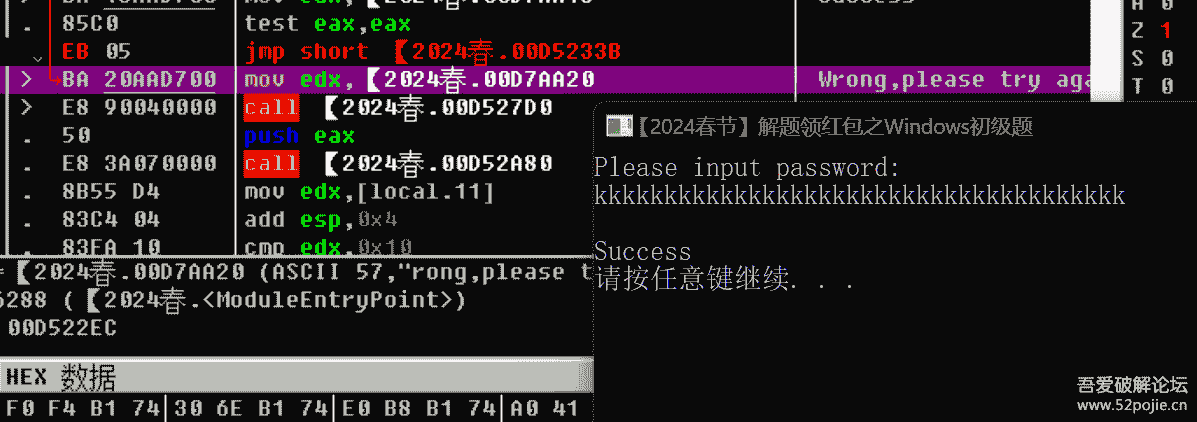 . 85C0 test eax,eax
EB 05 jmp short 【2024春.00D5233B
> BA 20AAD700 mov edx,【2024春.00D7AA20 Wrong,please try aga
> E8 90040000 call 【2024春.00D527D0
. 50 push eax
. E8 3A070000 call 【2024春.00D52A80
. 8B55 D4 mov edx,[local.11]
. 83C4 04 add esp,0x4
. 83EA 10 cmp edx,0x10
Z 1
S 0
T 0
=【2024春.00D7AA20 (ASCII 57,"rong,please t
6288 (【2024春.<ModuleEntryPoint>)
00D522EC
HEX 数据
F0 F4 B1 74 30 6E B1 74 E0 B8 B1 74 A0 41
【2024春节】解题领红包之Windows初级题
Please input password:
kkkkkkkkkkkkkkkkkkkkkkkkkkkkkkkkkkkkkk
Success
请按任意键继续. . .
吾爱破解论坛
www.52pojie.cn